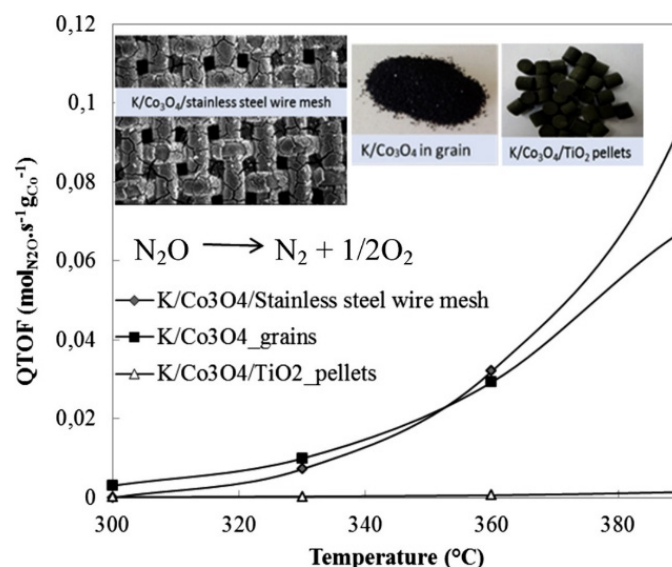 0,12
0,1
0,08
0,06
0,04
0,02
0
QTOF (mol_N2O.s⁻¹ g_Co⁻¹)
K/Co₃O₄/stainless steel wire mesh
K/Co₃O₄ in grain
K/Co₃O₄/TiO₂ pellets
N₂O → N₂ + 1/2O₂
K/Co3O4/Stainless steel wire mesh
K/Co3O4_grains
K/Co3O4/TiO2_pellets
300 320 340 360 380
Temperature (°C)